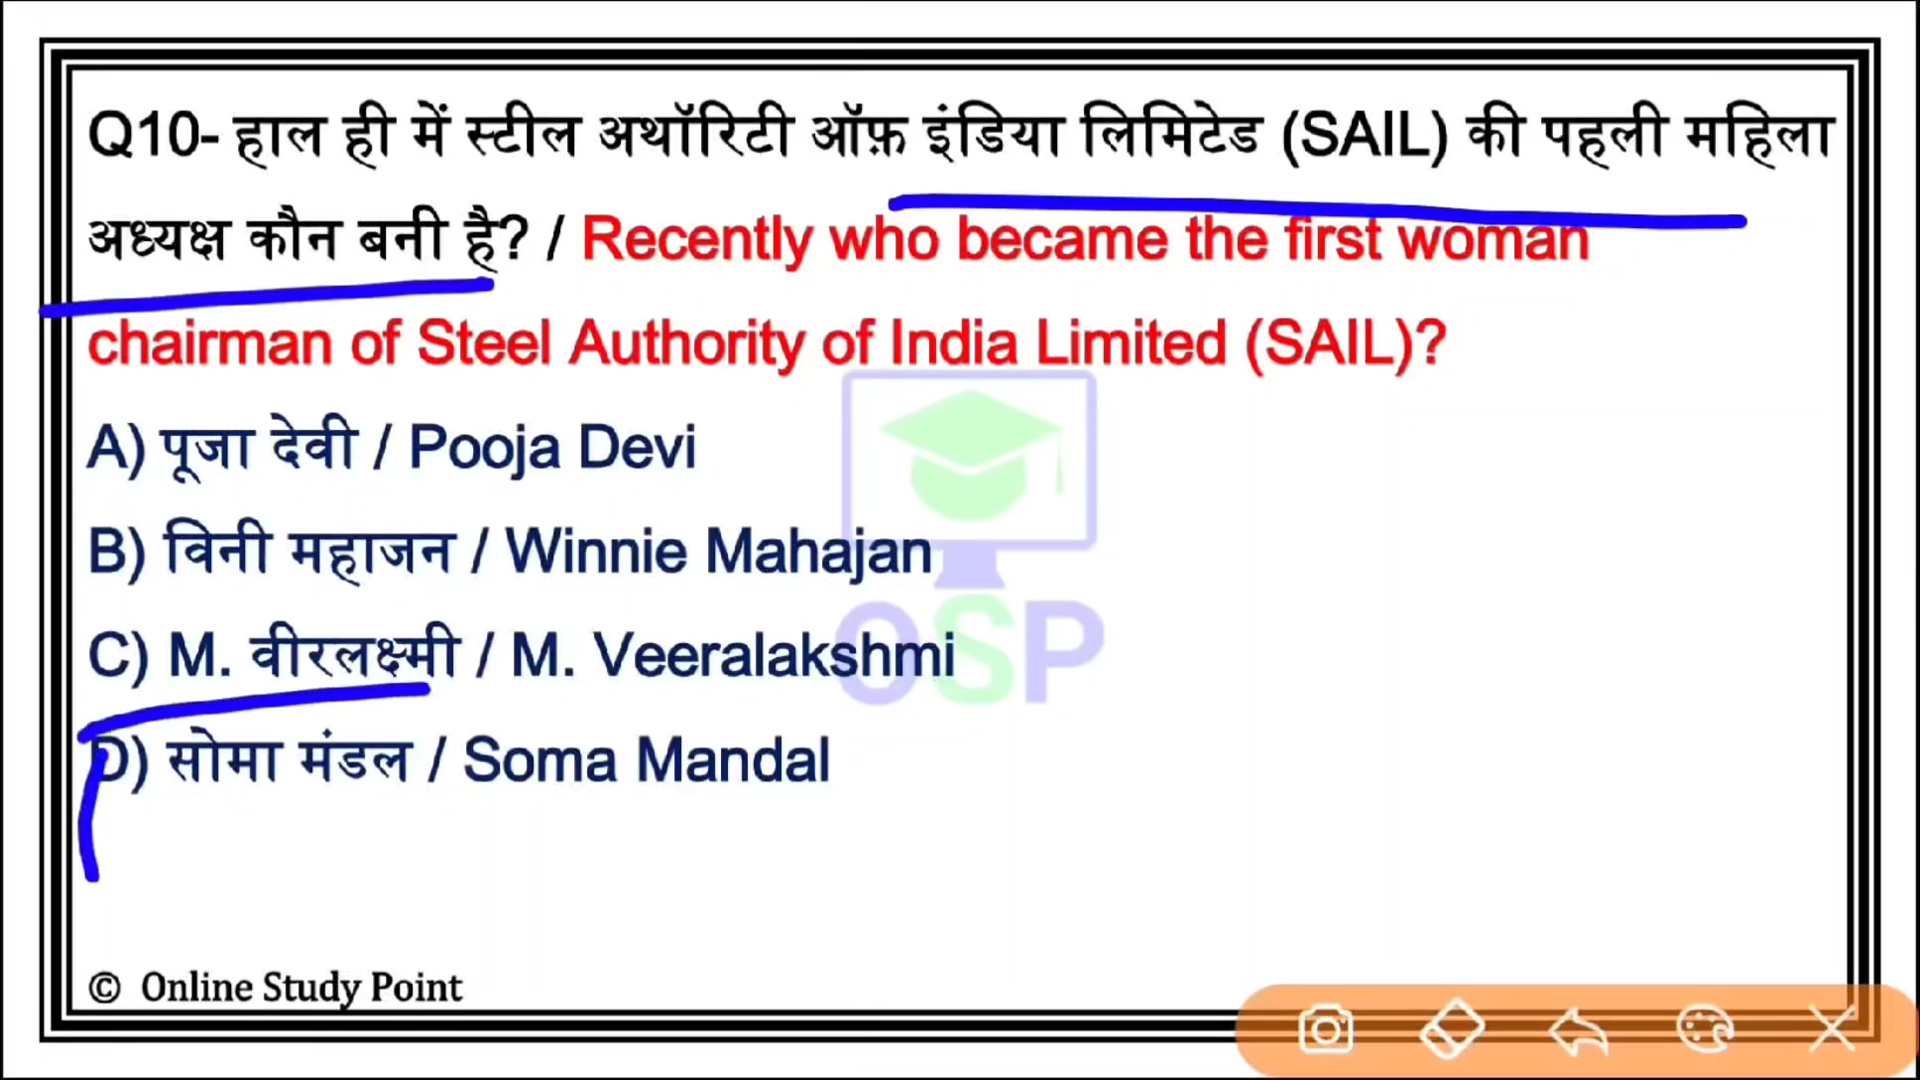 Q10- हाल ही में स्टील अथॉरिटी ऑफ़ इंडिया लिमिटेड (SAIL) की पहली महिला
अध्यक्ष कौन बनी है? / Recently who became the first woman
chairman of Steel Authority of India Limited (SAIL)?
A) पूजा देवी / Pooja Devi
B) विनी महाजन / Winnie Mahajan
C) M. वीरलक्ष्मी / M. Veeralakshmi
D) सोमा मंडल / Soma Mandal
OSP
© Online Study Point